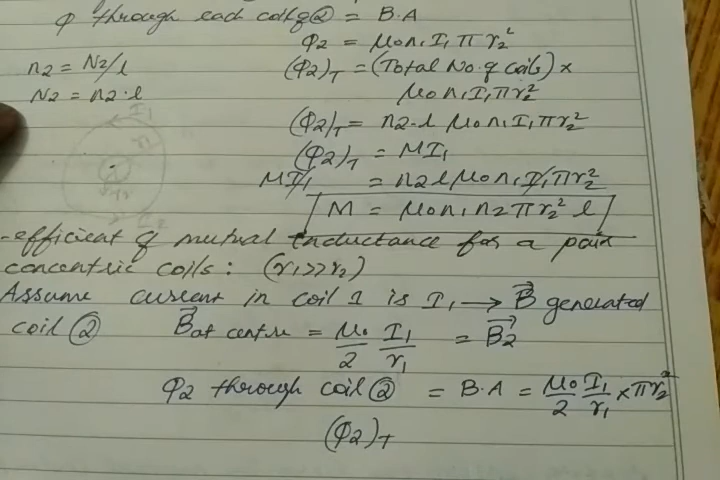 φ through each coil of ② = B.A
φ2 = μ0 n1 I1 π r2²
n2 = N2/l
(φ2)T = (Total No. of coils) ×
N2 = n2·l
μ0 n1 I1 π r2²
(φ2)T = n2·l μ0 n1 I1 π r2²
(φ2)T = M I1
M I1 = n2 l μ0 n1 I1 π r2²
M = μ0 n1 n2 π r2² l
-efficient of mutual Inductance for a pair
concentric coils: (r1>>r2)
Assume current in coil 1 is I1 → B⃗ generated
coil ② B⃗ at centre = μ0/2 I1/r1 = B⃗2
φ2 through coil ② = B·A = μ0/2 I1/r1 × π r2²
(φ2)T